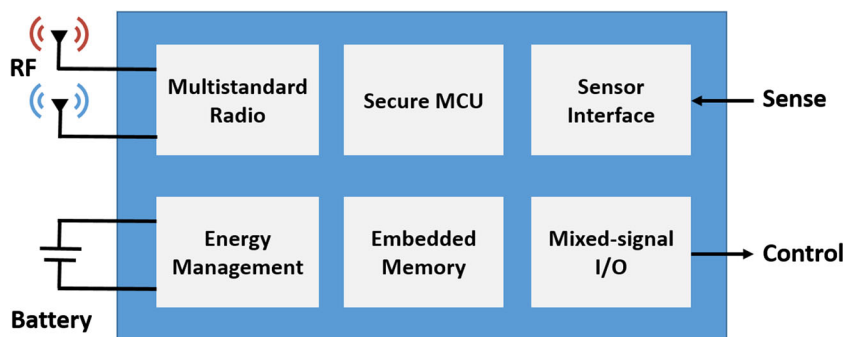 RF
Multistandard
Radio
Secure MCU
Sensor
Interface
Sense
Battery
Energy
Management
Embedded
Memory
Mixed-signal
I/O
Control